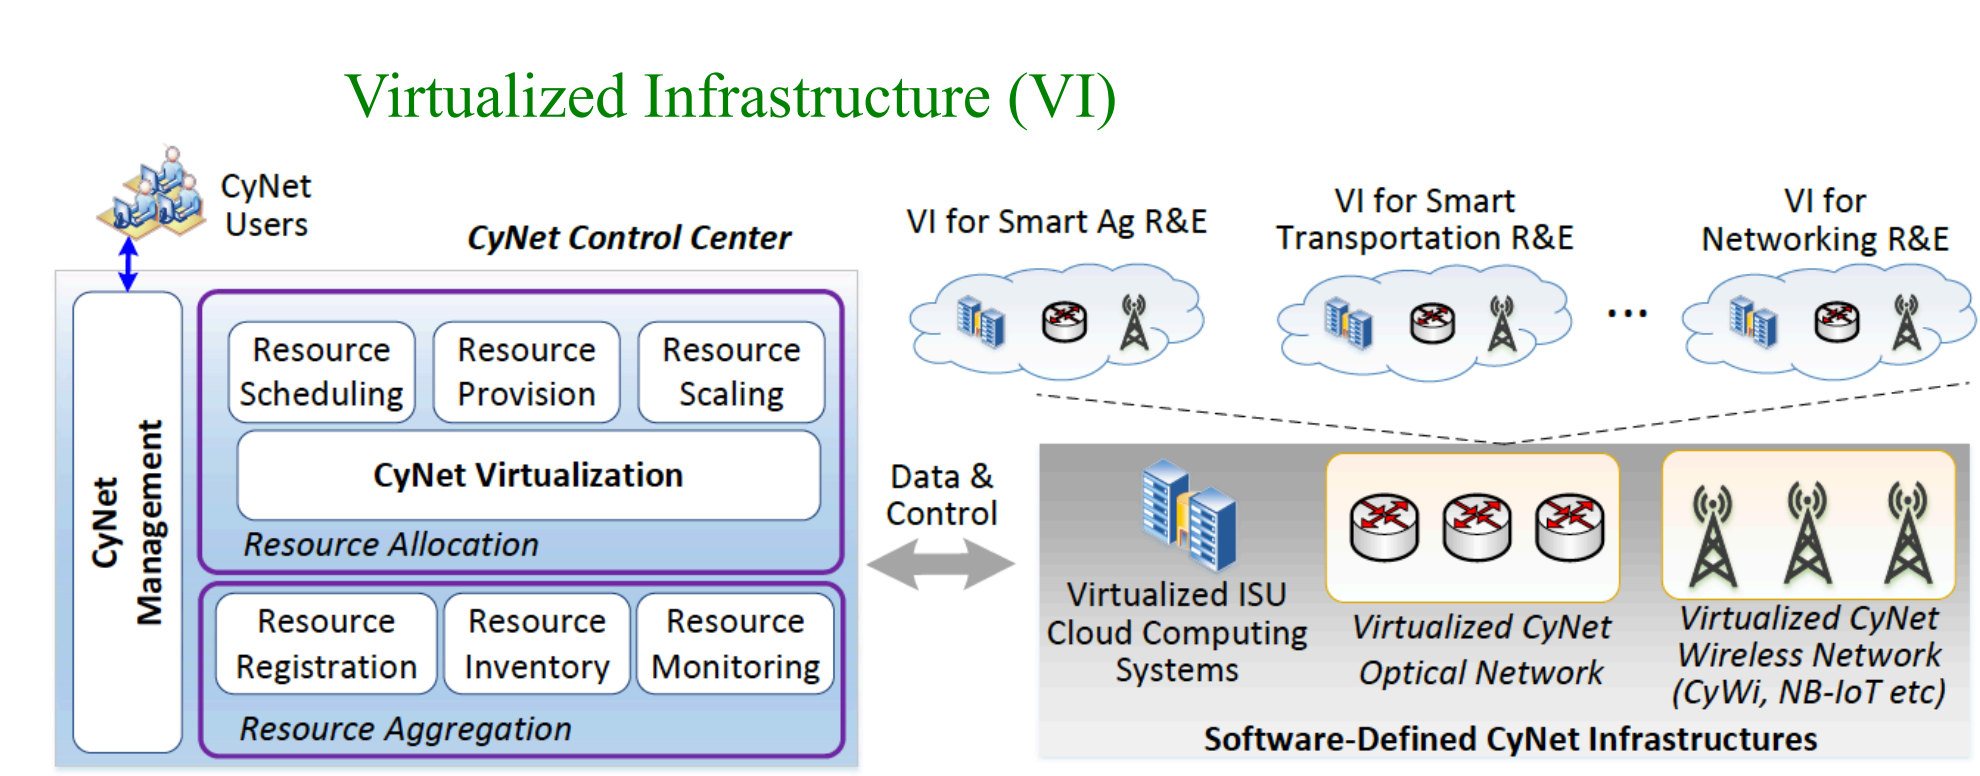 Virtualized Infrastructure (VI)
CyNet
Users
CyNet Control Center
CyNet
Management
Resource
Scheduling
Resource
Provision
Resource
Scaling
CyNet Virtualization
Resource Allocation
Resource
Registration
Resource
Inventory
Resource
Monitoring
Resource Aggregation
Data &
Control
VI for Smart Ag R&E
VI for Smart
Transportation R&E
...
VI for
Networking R&E
Virtualized ISU
Cloud Computing
Systems
Virtualized CyNet
Optical Network
Virtualized CyNet
Wireless Network
(CyWi, NB-IoT etc)
Software-Defined CyNet Infrastructures